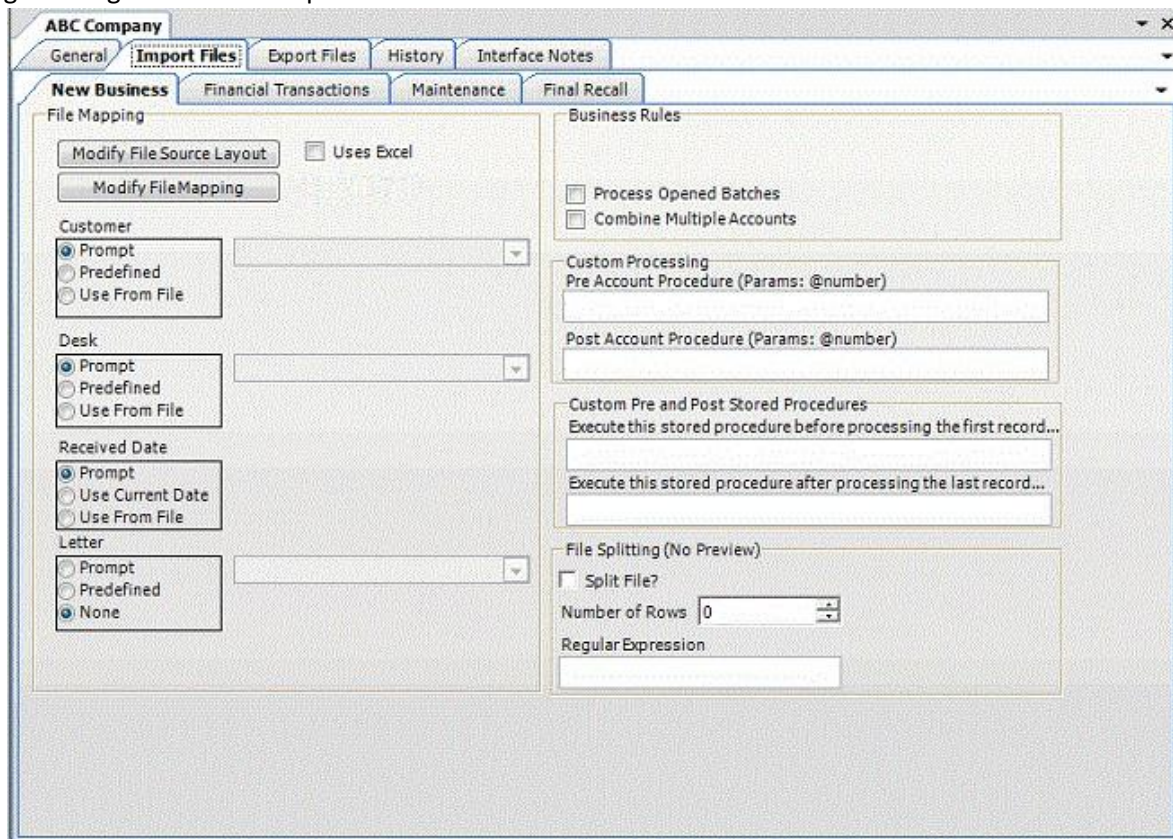 ABC Company
General Import Files Export Files History Interface Notes
New Business Financial Transactions Maintenance Final Recall
File Mapping
Modify File Source Layout Uses Excel
Modify FileMapping
Customer
Prompt
Predefined
Use From File
Desk
Prompt
Predefined
Use From File
Received Date
Prompt
Use Current Date
Use From File
Letter
Prompt
Predefined
None
Business Rules
Process Opened Batches
Combine Multiple Accounts
Custom Processing
Pre Account Procedure (Params: @number)
Post Account Procedure (Params: @number)
Custom Pre and Post Stored Procedures
Execute this stored procedure before processing the first record...
Execute this stored procedure after processing the last record...
File Splitting (No Preview)
Split File?
Number of Rows 0
Regular Expression